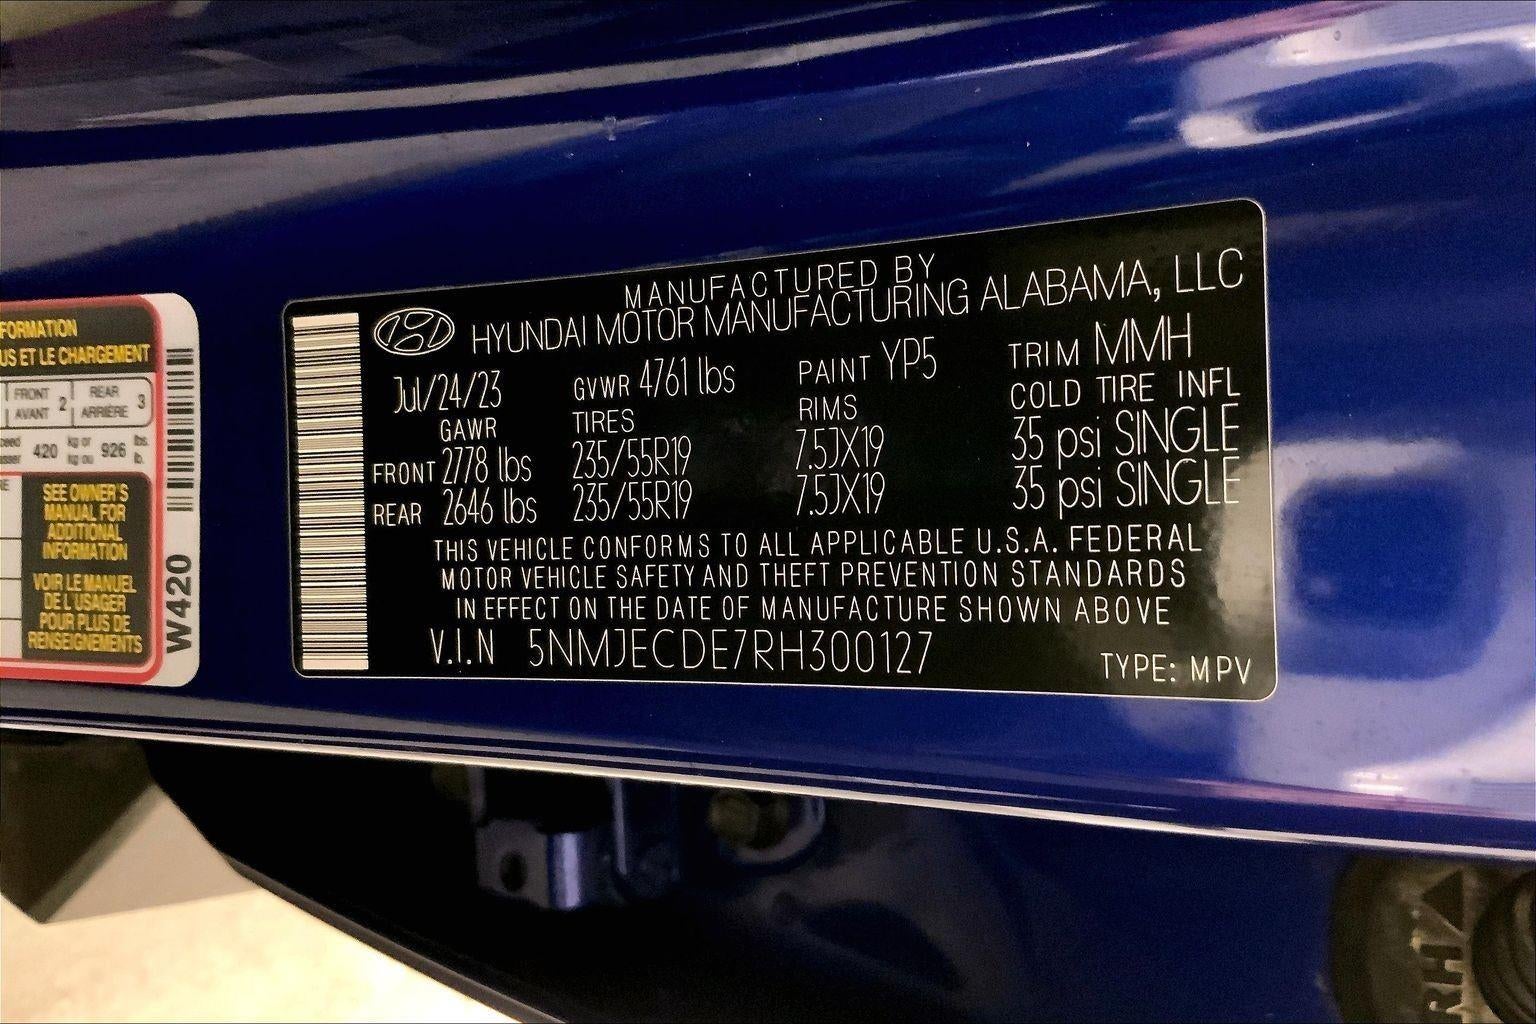 FORMATION
US ET LE CHARGEMENT
FRONT
AVANT 2
REAR
ARRIÈRE 3
420 kg or
kg ou 926 lbs.
lb.
SEE OWNER'S
MANUAL FOR
ADDITIONAL
INFORMATION
VOIR LE MANUEL
DE L'USAGER
POUR PLUS DE
RENSEIGNEMENTS
W420
MANUFACTURED BY
HYUNDAI MOTOR MANUFACTURING ALABAMA, LLC
Jul/24/23 GVWR 4761 lbs PAINT YP5 TRIM MMH
GAWR TIRES RIMS COLD TIRE INFL
FRONT 2778 lbs 235/55R19 7.5JX19 35 psi SINGLE
REAR 2646 lbs 235/55R19 7.5JX19 35 psi SINGLE
THIS VEHICLE CONFORMS TO ALL APPLICABLE U.S.A. FEDERAL
MOTOR VEHICLE SAFETY AND THEFT PREVENTION STANDARDS
IN EFFECT ON THE DATE OF MANUFACTURE SHOWN ABOVE
V.I.N 5NMJECDE7RH300127 TYPE: MPV
RH